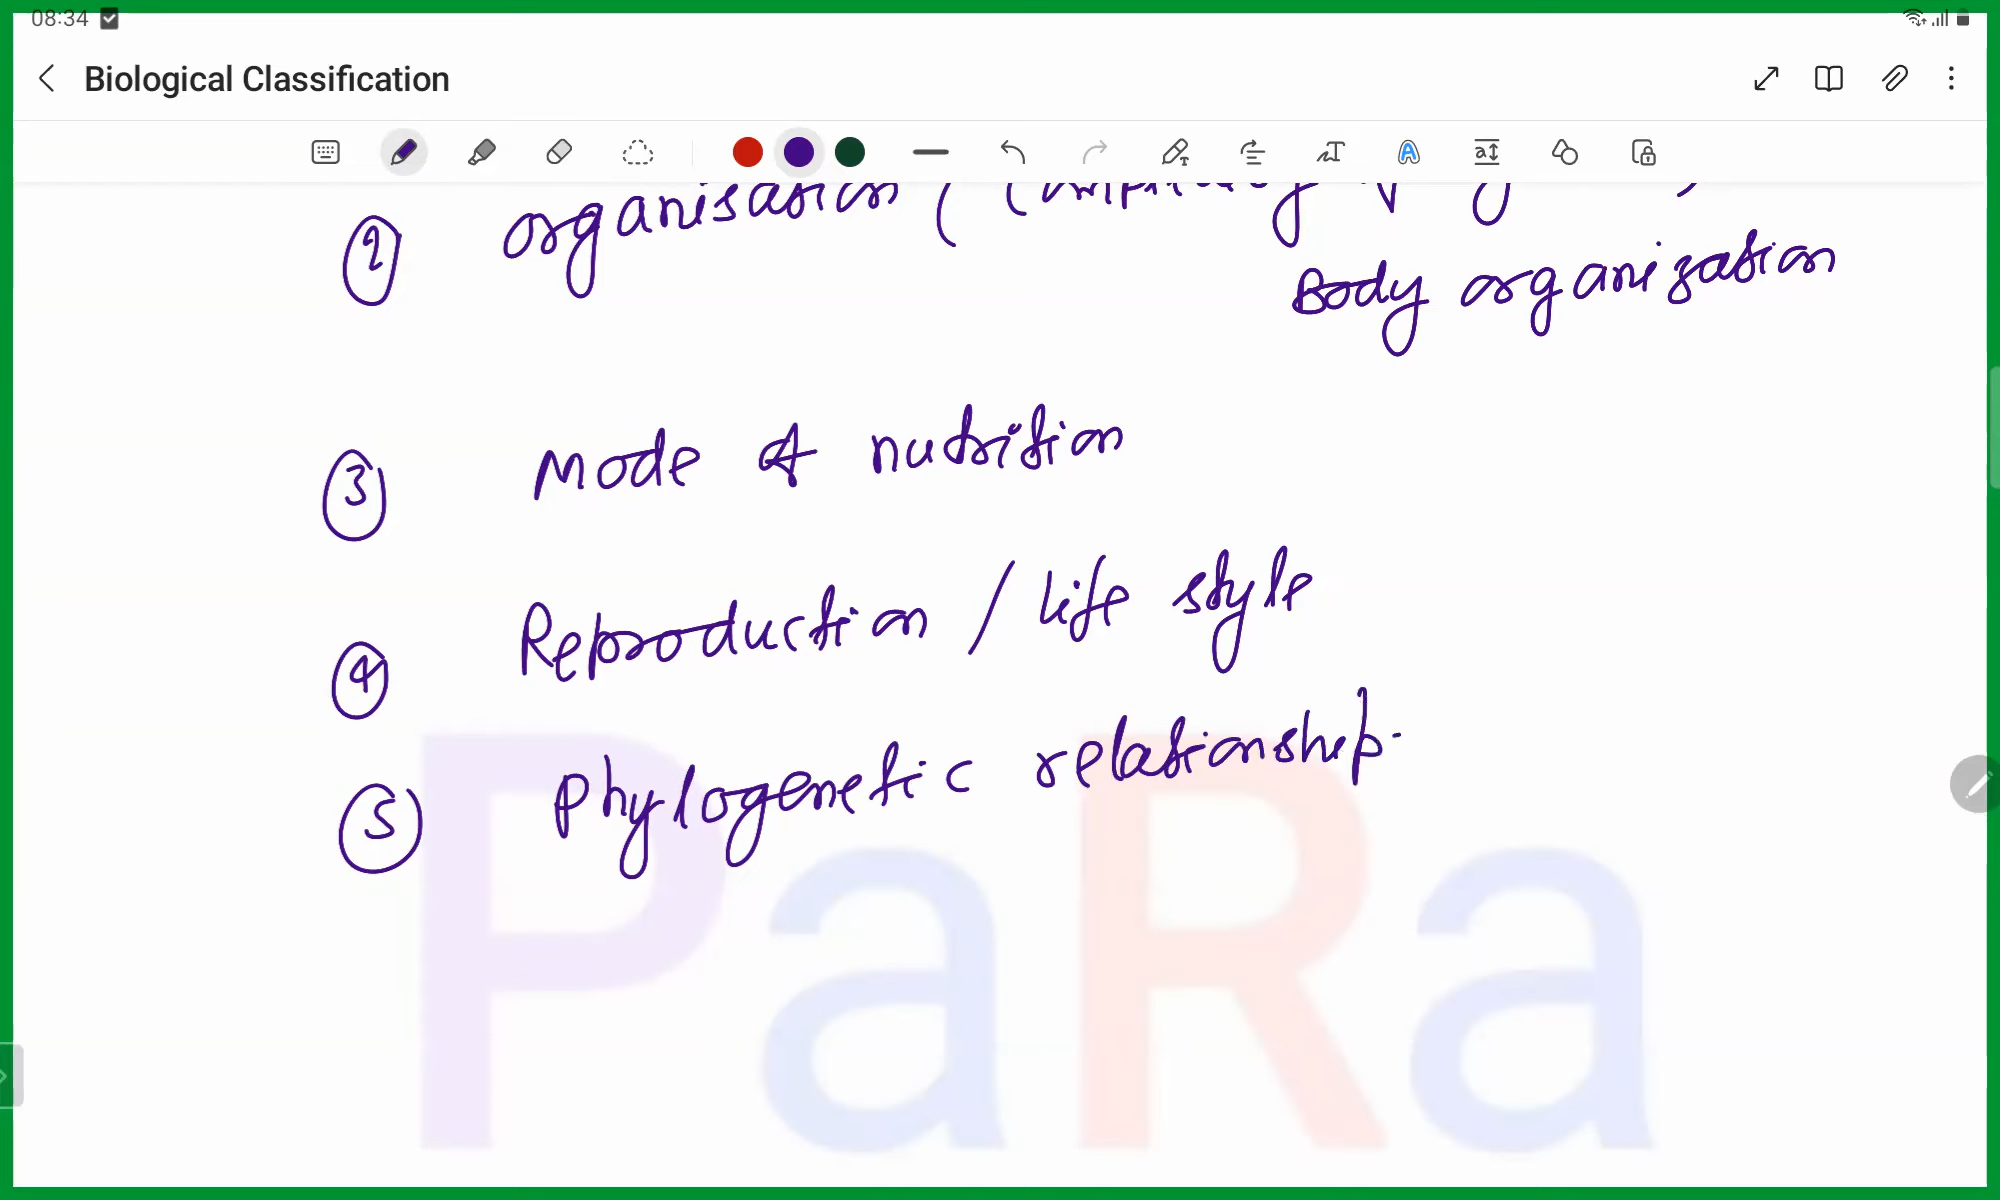 08:34
Biological Classification
② organisation (
Body organization
③ Mode of nutrition
④ Reproduction / life style
⑤ Phylogenetic relationship.
PaRa